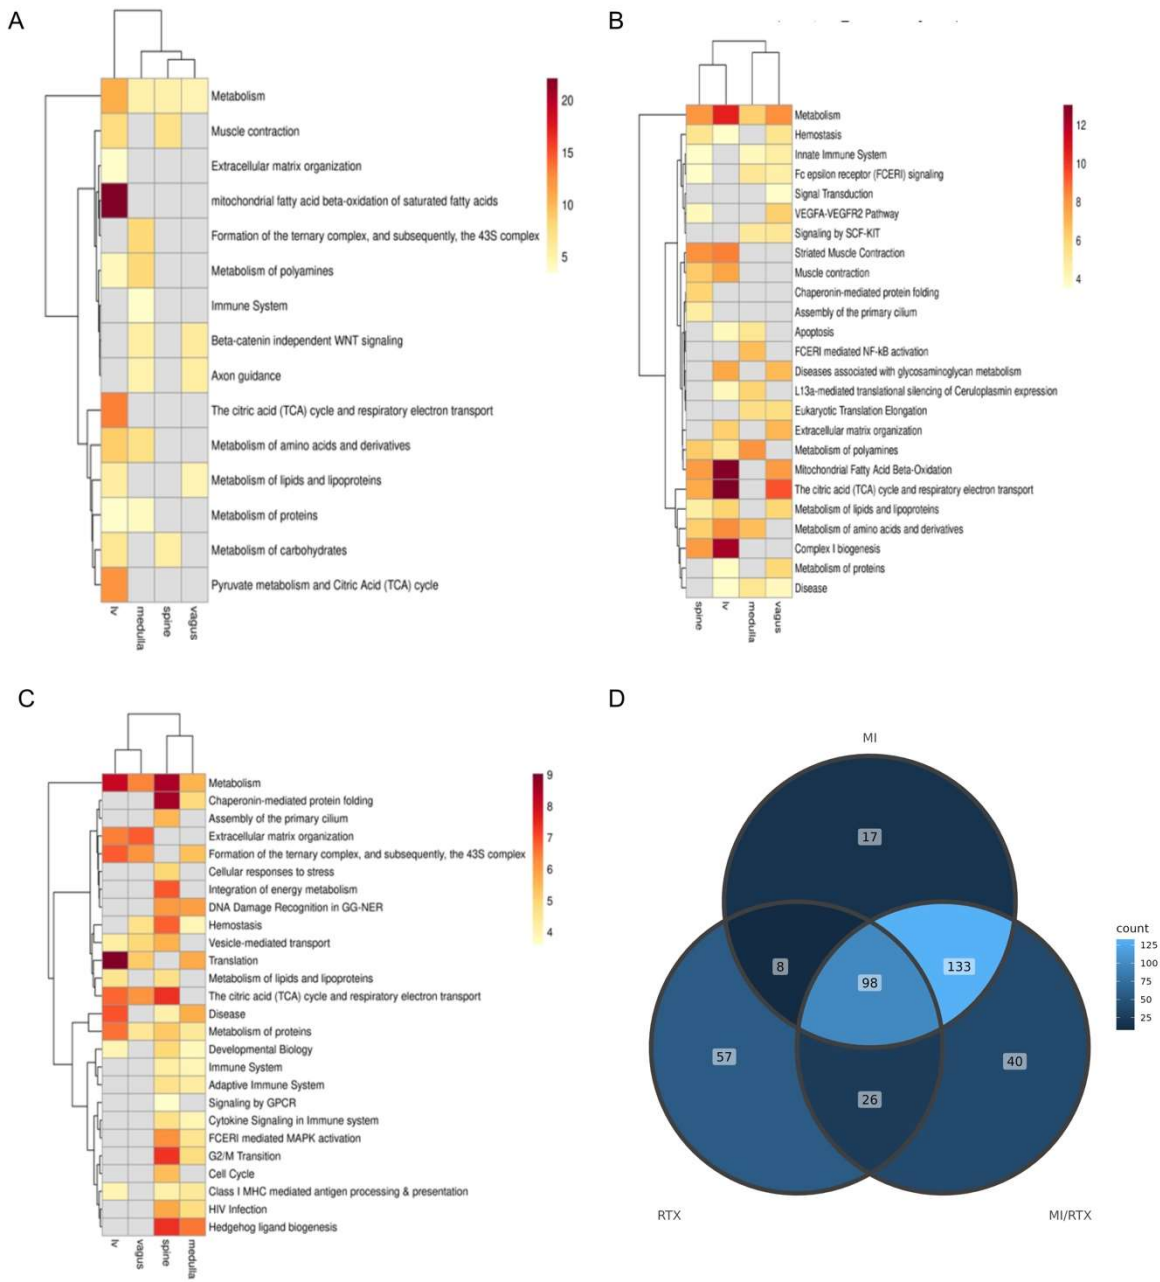 A
Metabolism
Muscle contraction
Extracellular matrix organization
mitochondrial fatty acid beta-oxidation of saturated fatty acids
Formation of the ternary complex, and subsequently, the 43S complex
Metabolism of polyamines
Immune System
Beta-catenin independent WNT signaling
Axon guidance
The citric acid (TCA) cycle and respiratory electron transport
Metabolism of amino acids and derivatives
Metabolism of lipids and lipoproteins
Metabolism of proteins
Metabolism of carbohydrates
Pyruvate metabolism and Citric Acid (TCA) cycle
lv
medulla
spine
vagus
20
15
10
5
B
Metabolism
Hemostasis
Innate Immune System
Fc epsilon receptor (FCERI) signaling
Signal Transduction
VEGFA-VEGFR2 Pathway
Signaling by SCF-KIT
Striated Muscle Contraction
Muscle contraction
Chaperonin-mediated protein folding
Assembly of the primary cilium
Apoptosis
FCERI mediated NF-kB activation
Diseases associated with glycosaminoglycan metabolism
L13a-mediated translational silencing of Ceruloplasmin expression
Eukaryotic Translation Elongation
Extracellular matrix organization
Metabolism of polyamines
Mitochondrial Fatty Acid Beta-Oxidation
The citric acid (TCA) cycle and respiratory electron transport
Metabolism of lipids and lipoproteins
Metabolism of amino acids and derivatives
Complex I biogenesis
Metabolism of proteins
Disease
spine
lv
medulla
vagus
12
10
8
6
4
C
Metabolism
Chaperonin-mediated protein folding
Assembly of the primary cilium
Extracellular matrix organization
Formation of the ternary complex, and subsequently, the 43S complex
Cellular responses to stress
Integration of energy metabolism
DNA Damage Recognition in GG-NER
Hemostasis
Vesicle-mediated transport
Translation
Metabolism of lipids and lipoproteins
The citric acid (TCA) cycle and respiratory electron transport
Disease
Metabolism of proteins
Developmental Biology
Immune System
Adaptive Immune System
Signaling by GPCR
Cytokine Signaling in Immune system
FCERI mediated MAPK activation
G2/M Transition
Cell Cycle
Class I MHC mediated antigen processing & presentation
HIV Infection
Hedgehog ligand biogenesis
lv
vagus
spine
medulla
9
8
7
6
5
4
D
MI
17
8
133
98
57
40
26
RTX
MI/RTX
count
125
100
75
50
25